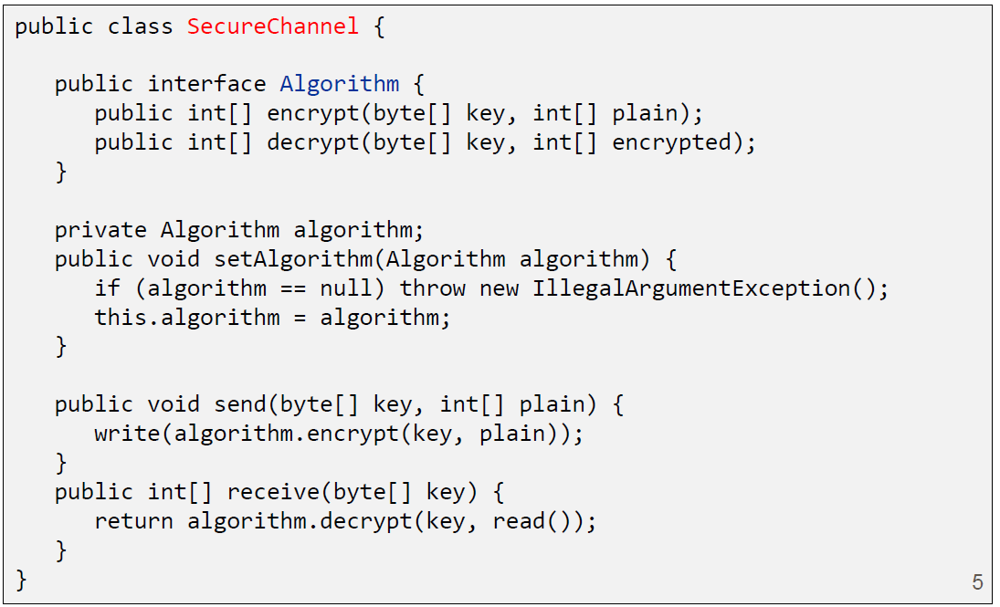 public class SecureChannel {
public interface Algorithm {
public int[] encrypt(byte[] key, int[] plain);
public int[] decrypt(byte[] key, int[] encrypted);
}
private Algorithm algorithm;
public void setAlgorithm(Algorithm algorithm) {
if (algorithm == null) throw new IllegalArgumentException();
this.algorithm = algorithm;
}
public void send(byte[] key, int[] plain) {
write(algorithm.encrypt(key, plain));
}
public int[] receive(byte[] key) {
return algorithm.decrypt(key, read());
}
}
5